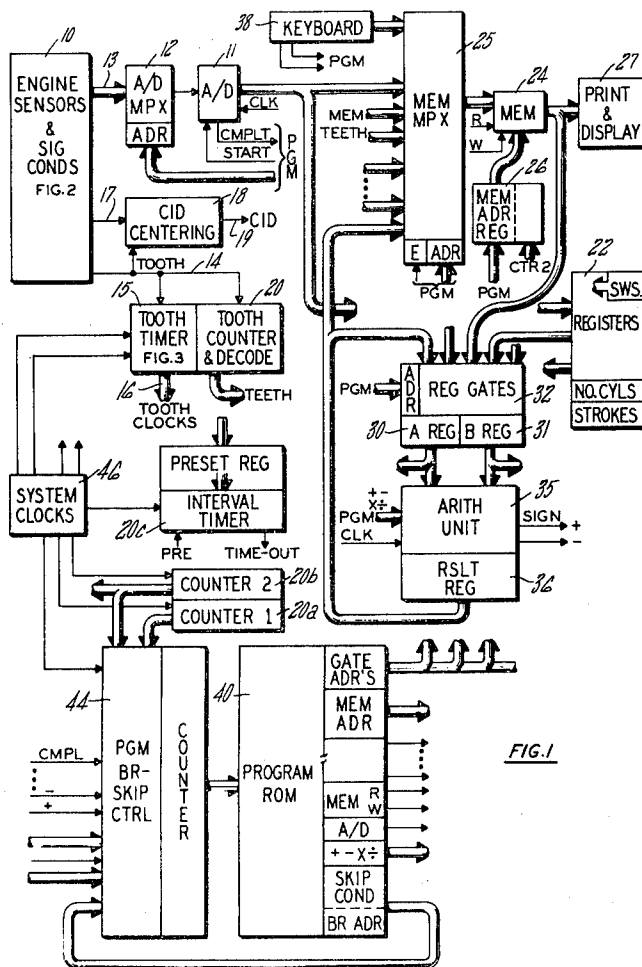 10
ENGINE
SENSORS
&
SIG
CONDS
FIG.2
13
12
A/D
MPX
ADR
11
A/D
CLK
CMPLT
START
PGM
38
KEYBOARD
PGM
25
MEM
MPX
MEM
TEETH
E ADR
PGM
24
MEM
R
W
27
PRINT
&
DISPLAY
26
MEM
ADR
REG
PGM
CTR2
17
18
CID
CENTERING
CID
19
TOOTH
14
15
TOOTH
TIMER
FIG.3
20
TOOTH
COUNTER
& DECODE
16
TOOTH
CLOCKS
TEETH
22
SWS.
REGISTERS
NO.CYLS
STROKES
PGM
ADR
REG GATES
32
30
A REG
B REG
31
46
SYSTEM
CLOCKS
PRESET REG
INTERVAL
TIMER
20c
PRE
TIME-OUT
35
+-
X÷
PGM
CLK
ARITH
UNIT
SIGN +
-
RSLT
REG
36
COUNTER 2
20b
COUNTER 1
20a
44
PGM
BR-
SKIP
CTRL
COUNTER
CMPL
-
+
40
PROGRAM
ROM
GATE
ADR'S
MEM
ADR
MEM R
W
A/D
+-X÷
SKIP
COND
BR ADR
FIG.1